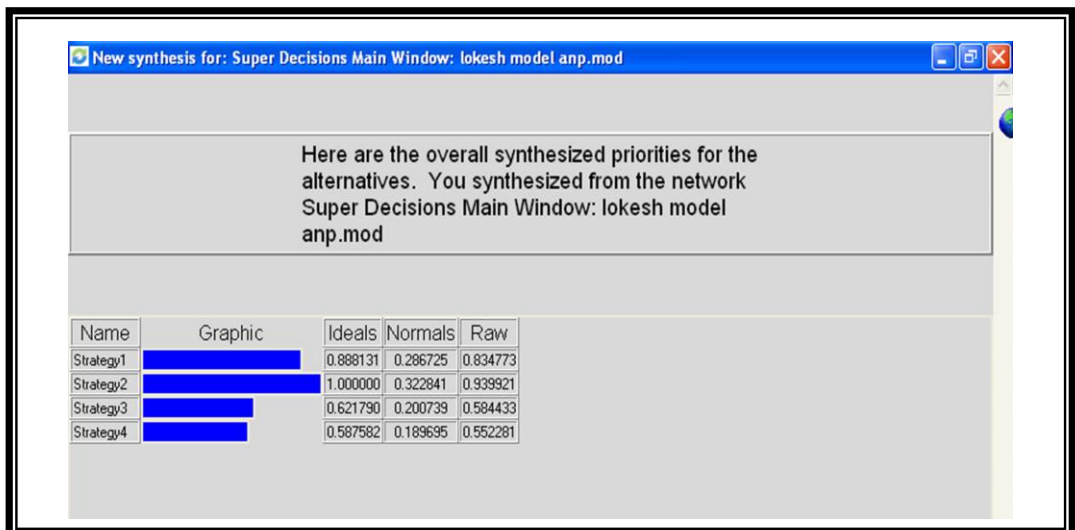 New synthesis for: Super Decisions Main Window: lokesh model anp.mod
Here are the overall synthesized priorities for the
alternatives. You synthesized from the network
Super Decisions Main Window: lokesh model
anp.mod
Name Graphic Ideals Normals Raw
Strategy1 0.888131 0.286725 0.834773
Strategy2 1.000000 0.322841 0.939921
Strategy3 0.621790 0.200739 0.584433
Strategy4 0.587582 0.189695 0.552281